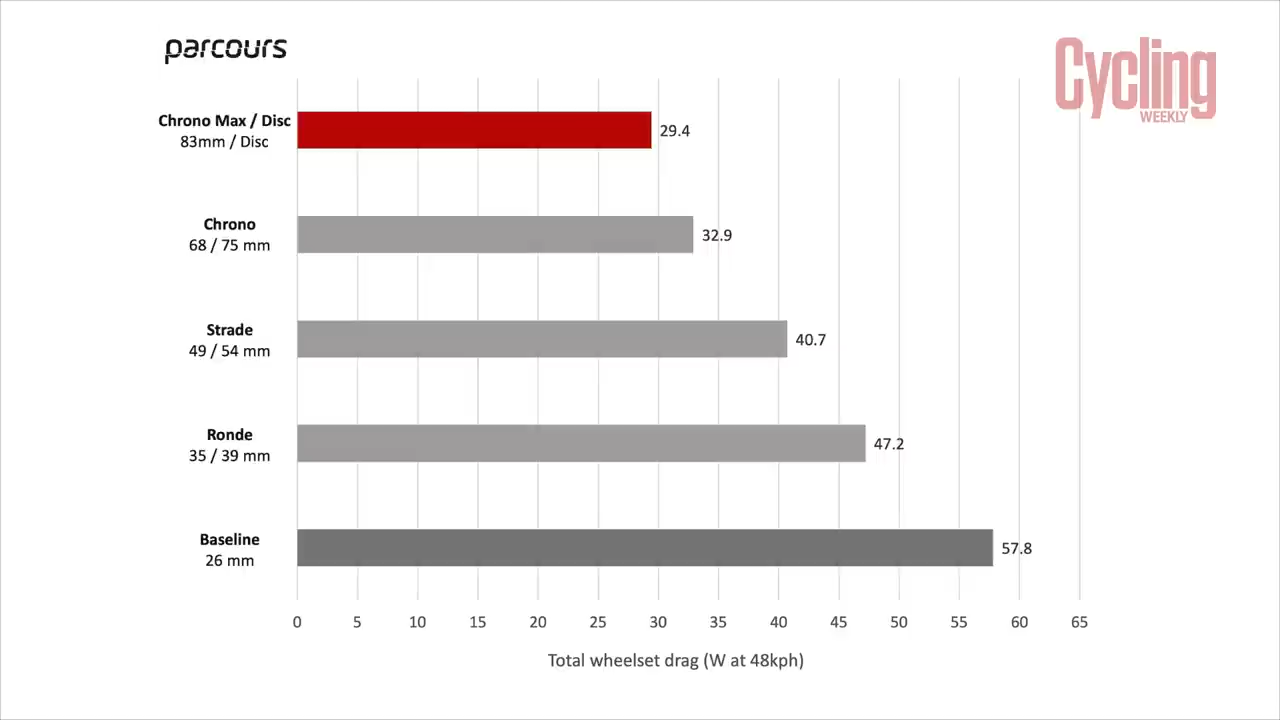 parcours
Cycling
WEEKLY
Chrono Max / Disc
83mm / Disc
29.4
Chrono
68 / 75 mm
32.9
Strade
49 / 54 mm
40.7
Ronde
35 / 39 mm
47.2
Baseline
26 mm
57.8
0 5 10 15 20 25 30 35 40 45 50 55 60 65
Total wheelset drag (W at 48kph)